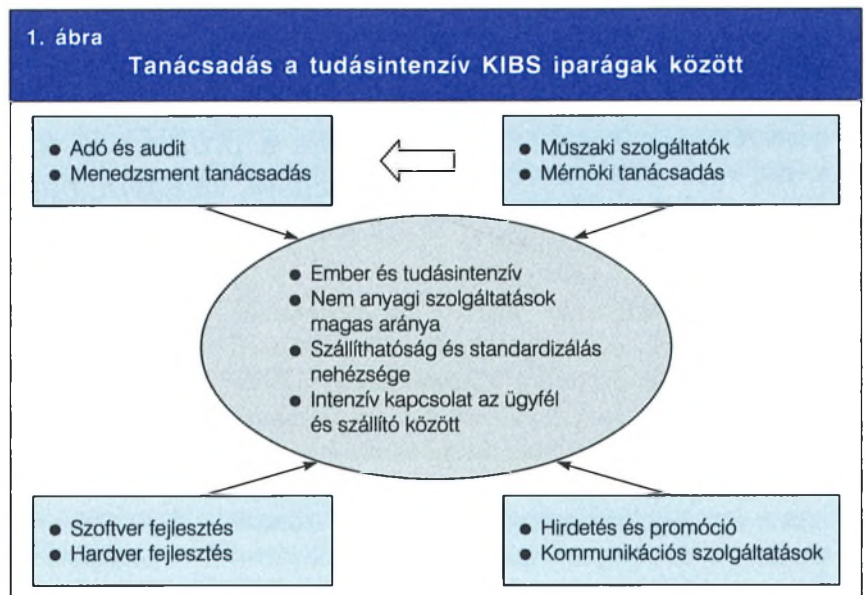 1. ábra
Tanácsadás a tudásintenzív KIBS iparágak között
● Adó és audit
● Menedzsment tanácsadás
● Műszaki szolgáltatók
● Mérnöki tanácsadás
● Ember és tudásintenzív
● Nem anyagi szolgáltatások
magas aránya
● Szállíthatóság és standardizálás
nehézsége
● Intenzív kapcsolat az ügyfél
és szállító között
● Szoftver fejlesztés
● Hardver fejlesztés
● Hirdetés és promóció
● Kommunikációs szolgáltatások